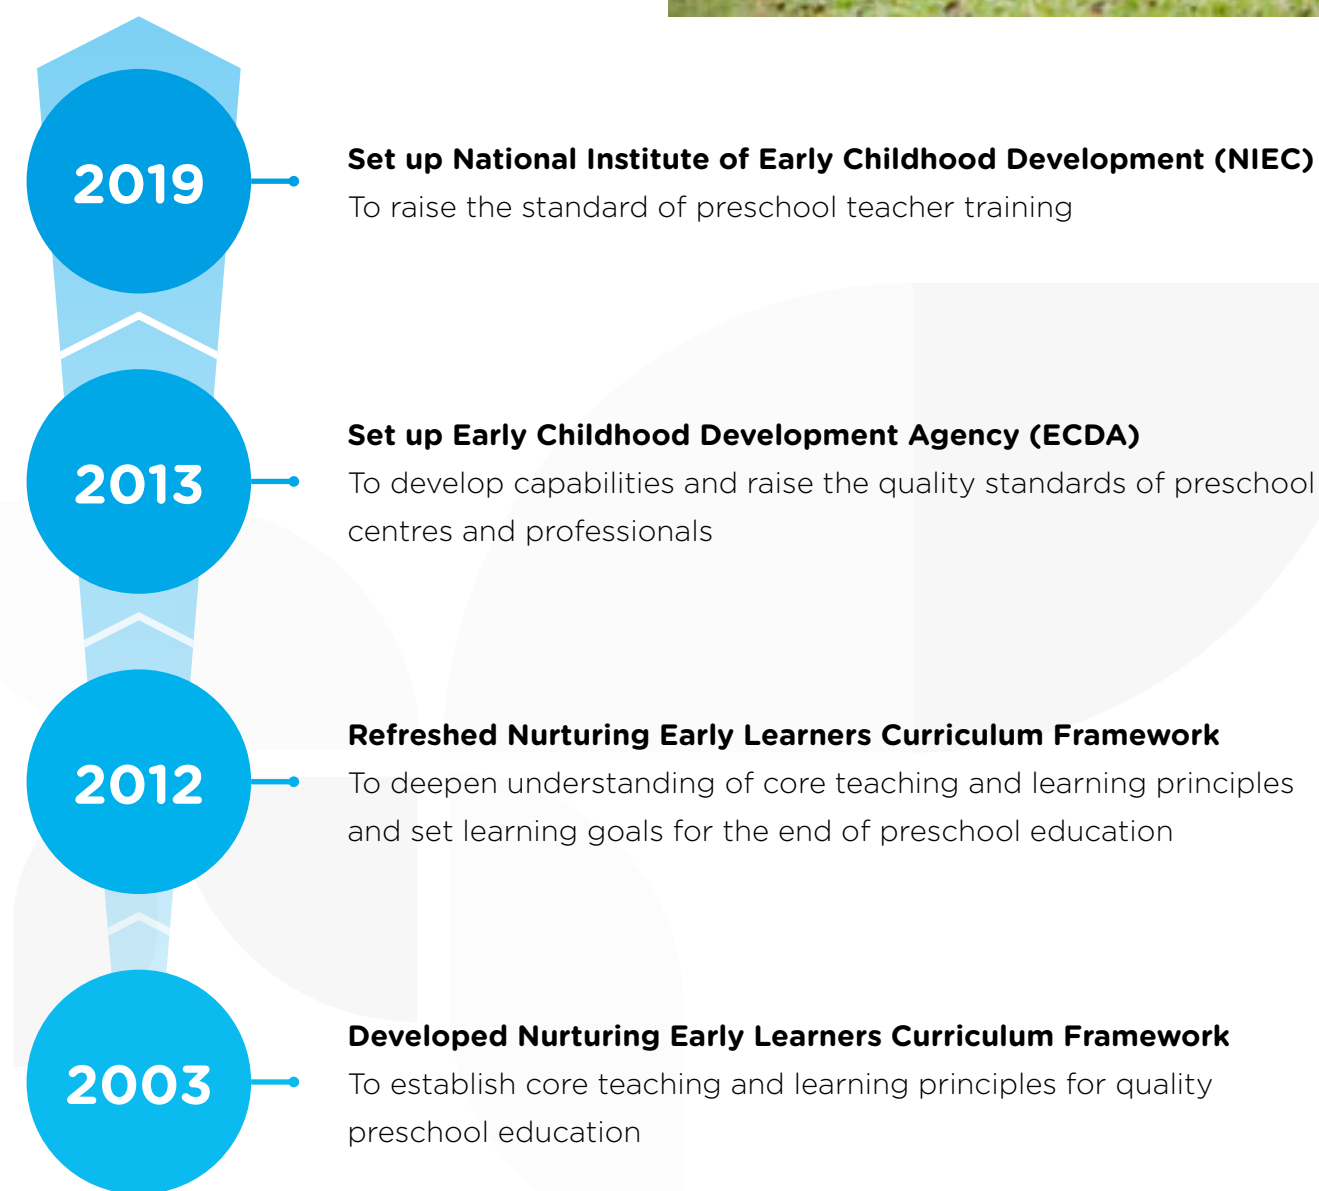 2019
Set up National Institute of Early Childhood Development (NIEC)
To raise the standard of preschool teacher training
2013
Set up Early Childhood Development Agency (ECDA)
To develop capabilities and raise the quality standards of preschool
centres and professionals
2012
Refreshed Nurturing Early Learners Curriculum Framework
To deepen understanding of core teaching and learning principles
and set learning goals for the end of preschool education
2003
Developed Nurturing Early Learners Curriculum Framework
To establish core teaching and learning principles for quality
preschool education